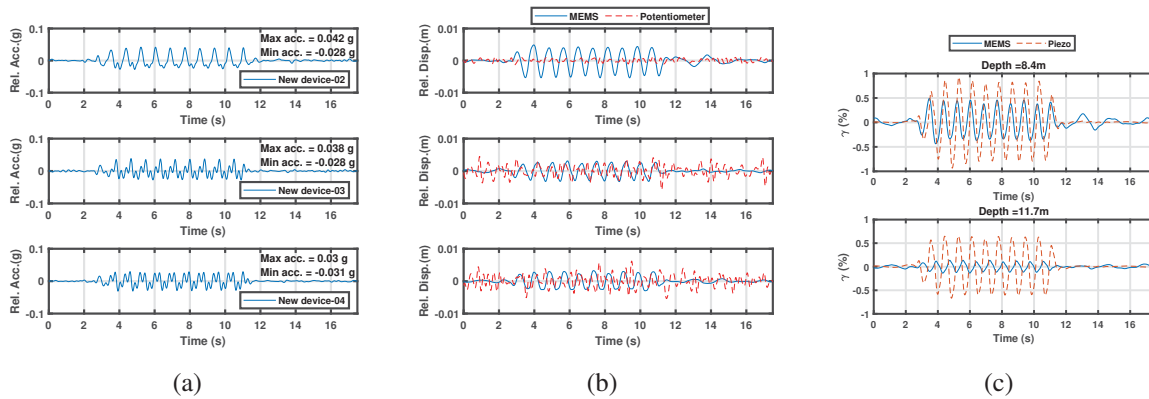 Rel. Acc.(g)
0.1
0
-0.1
Max acc. = 0.042 g
Min acc. = -0.028 g
New device-02
0 2 4 6 8 10 12 14 16
Time (s)
Rel. Acc.(g)
0.1
0
-0.1
Max acc. = 0.038 g
Min acc. = -0.028 g
New device-03
0 2 4 6 8 10 12 14 16
Time (s)
Rel. Acc.(g)
0.1
0
-0.1
Max acc. = 0.03 g
Min acc. = -0.031 g
New device-04
0 2 4 6 8 10 12 14 16
Time (s)
(a)
MEMS Potentiometer
Rel. Disp.(m)
0.01
0
-0.01
0 2 4 6 8 10 12 14 16
Time (s)
Rel. Disp.(m)
0.01
0
-0.01
0 2 4 6 8 10 12 14 16
Time (s)
Rel. Disp.(m)
0.01
0
-0.01
0 2 4 6 8 10 12 14 16
Time (s)
(b)
MEMS Piezo
Depth =8.4m
γ (%)
1
0.5
0
-0.5
-1
0 2 4 6 8 10 12 14 16
Time (s)
Depth =11.7m
γ (%)
1
0.5
0
-0.5
-1
0 2 4 6 8 10 12 14 16
Time (s)
(c)